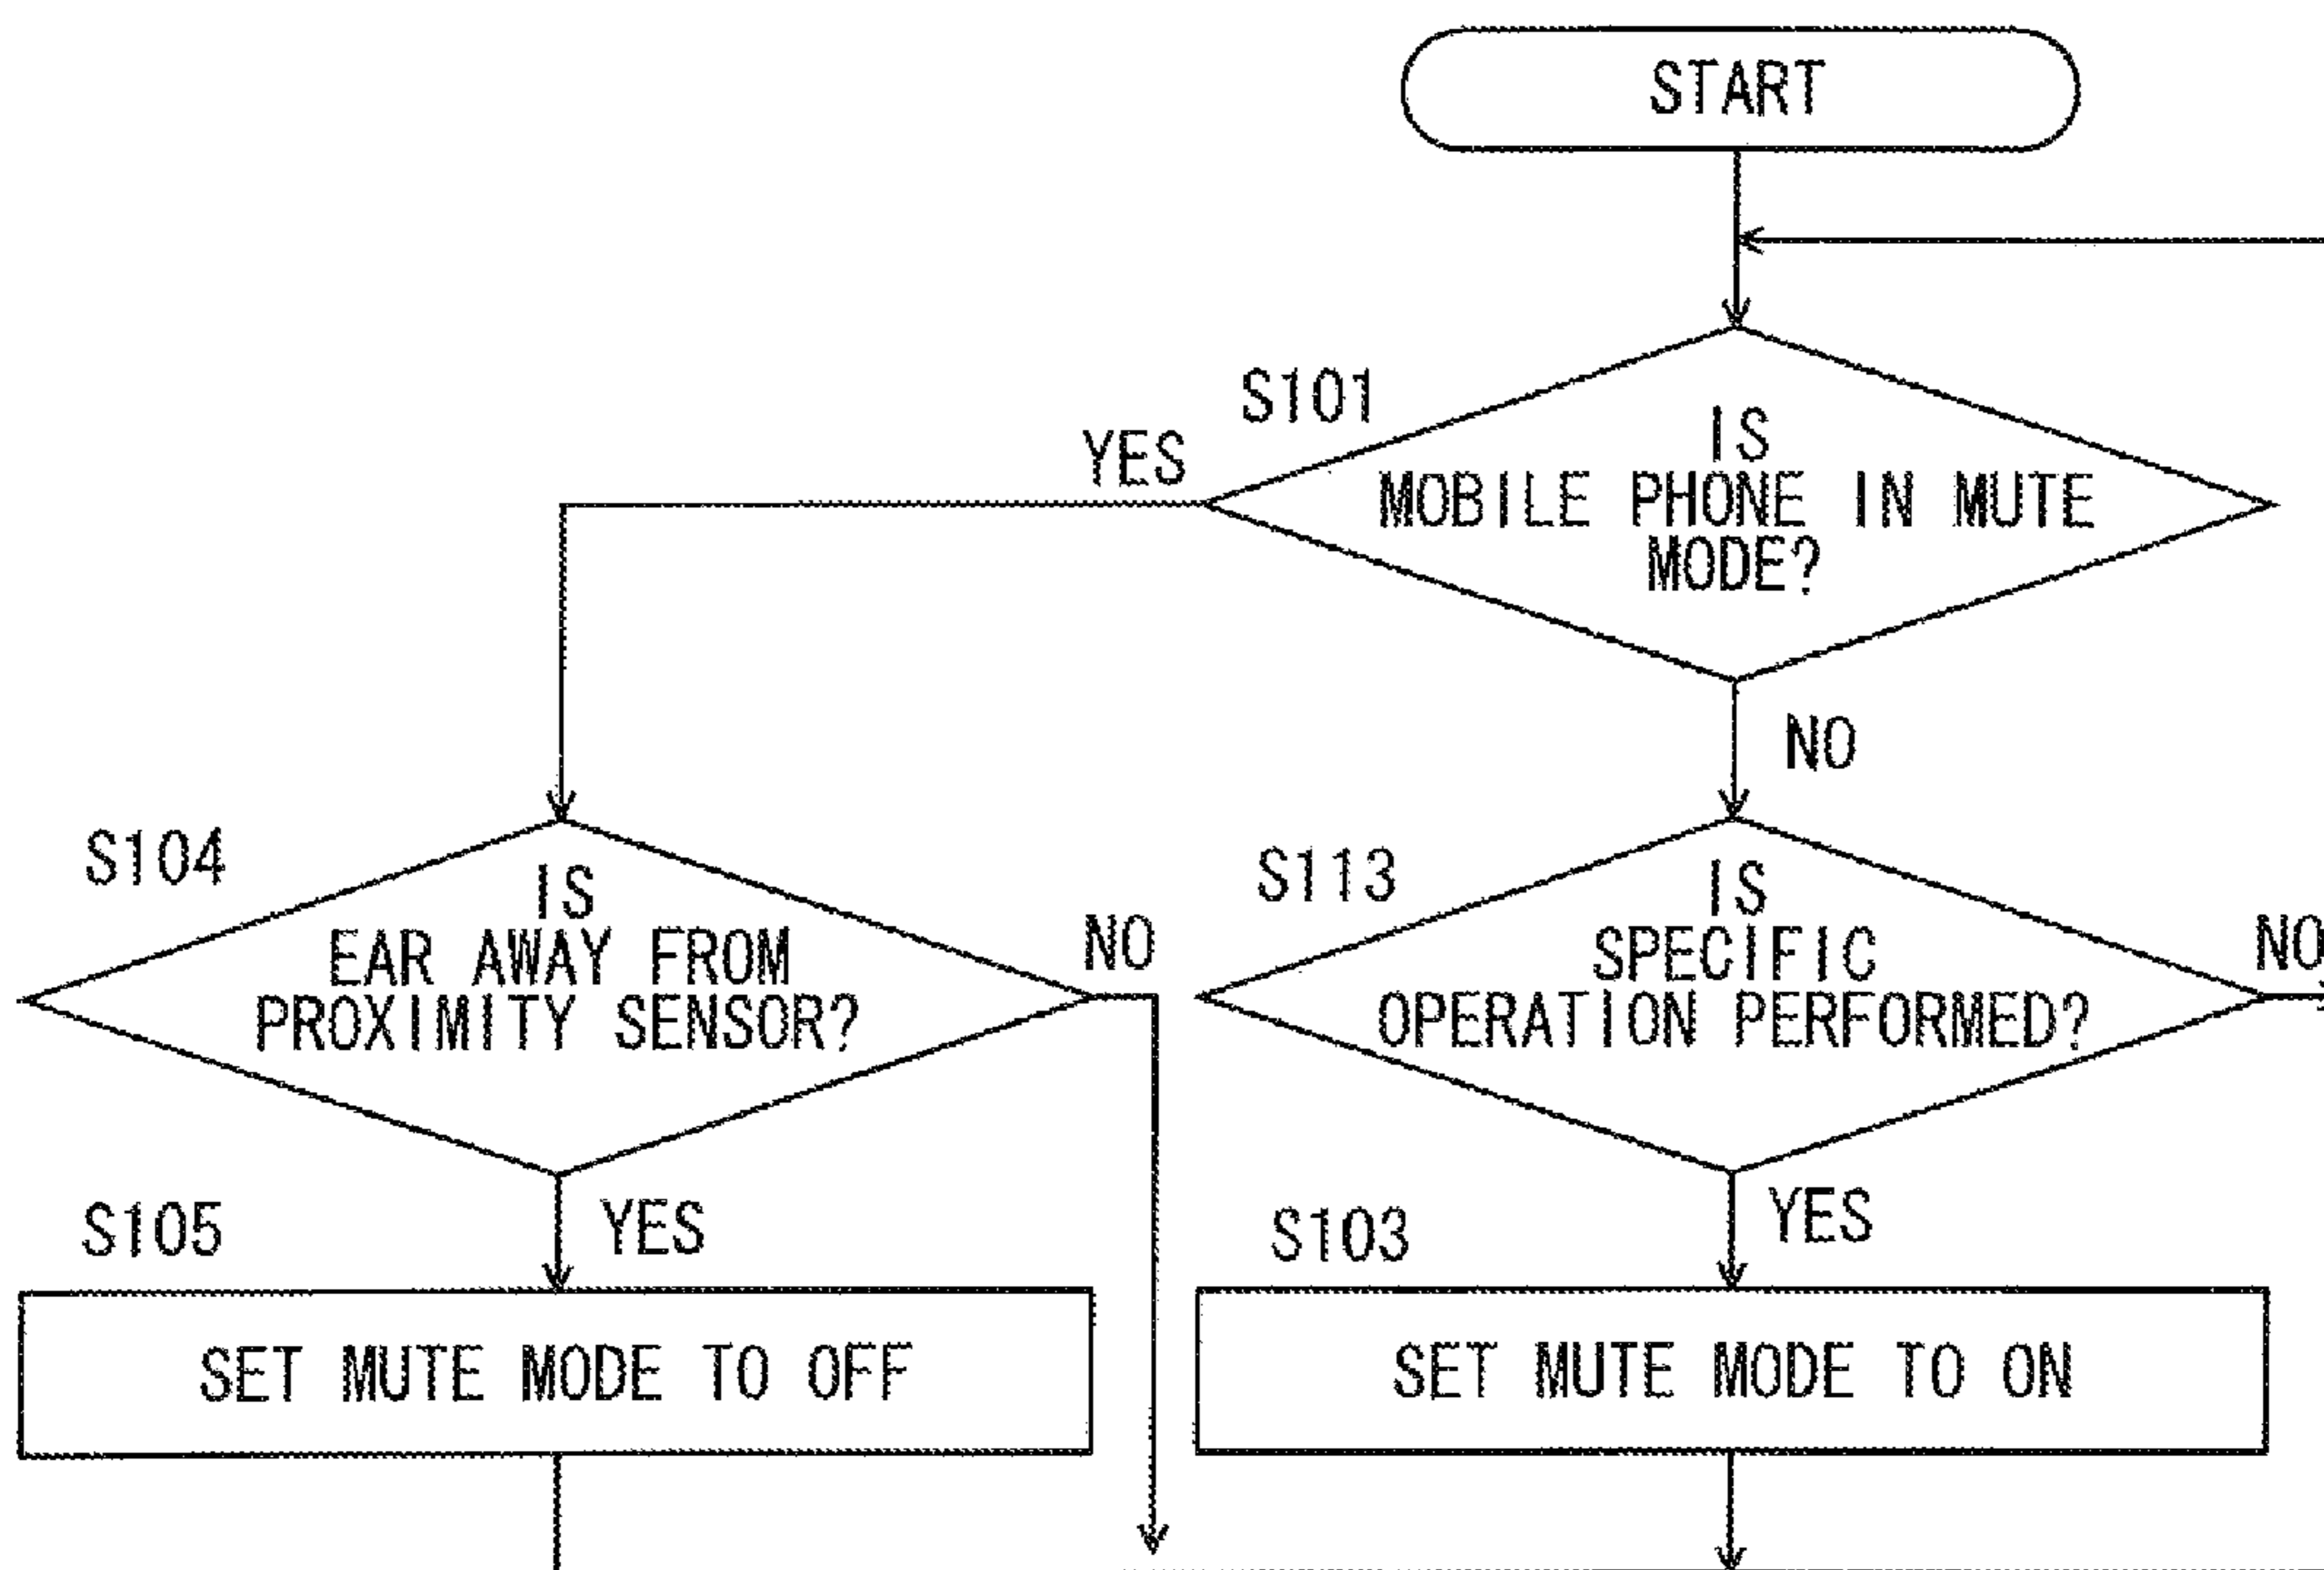 START
S101
YES
IS
MOBILE PHONE IN MUTE
MODE?
NO
S104
IS
EAR AWAY FROM
PROXIMITY SENSOR?
NO
S113
IS
SPECIFIC
OPERATION PERFORMED?
NO
S105
YES
S103
YES
SET MUTE MODE TO OFF
SET MUTE MODE TO ON